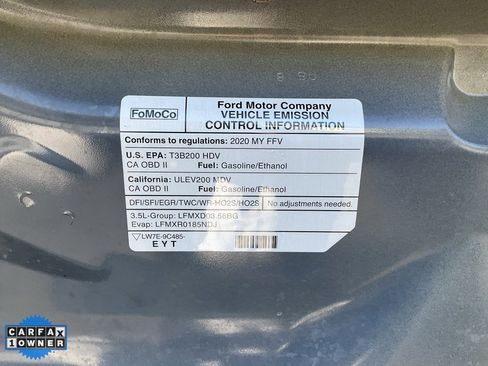 8 80
FoMoCo
Ford Motor Company
VEHICLE EMISSION
CONTROL INFORMATION
Conforms to regulations: 2020 MY FFV
U.S. EPA: T3B200 HDV
CA OBD II Fuel: Gasoline/Ethanol
California: ULEV200 MDV
CA OBD II Fuel: Gasoline/Ethanol
DFI/SFI/EGR/TWC/WR-HO2S/HO2S No adjustments needed.
3.5L-Group: LFMXD03.56BG
Evap: LFMXR0185NDJ
LW7E-9C485-
EYT
CARFAX
1 OWNER